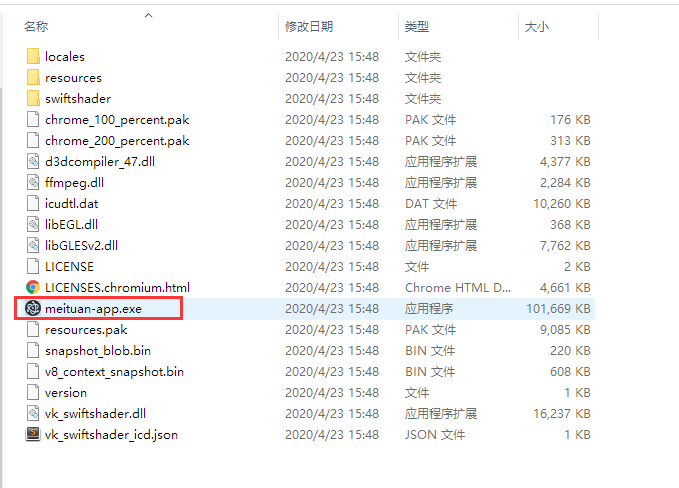 名称 修改日期 类型 大小
locales 2020/4/23 15:48 文件夹
resources 2020/4/23 15:48 文件夹
swiftshader 2020/4/23 15:48 文件夹
chrome_100_percent.pak 2020/4/23 15:48 PAK 文件 176 KB
chrome_200_percent.pak 2020/4/23 15:48 PAK 文件 313 KB
d3dcompiler_47.dll 2020/4/23 15:48 应用程序扩展 4,377 KB
ffmpeg.dll 2020/4/23 15:48 应用程序扩展 2,284 KB
icudtl.dat 2020/4/23 15:48 DAT 文件 10,260 KB
libEGL.dll 2020/4/23 15:48 应用程序扩展 368 KB
libGLESv2.dll 2020/4/23 15:48 应用程序扩展 7,762 KB
LICENSE 2020/4/23 15:48 文件 2 KB
LICENSES.chromium.html 2020/4/23 15:48 Chrome HTML D... 4,661 KB
meituan-app.exe 2020/4/23 15:48 应用程序 101,669 KB
resources.pak 2020/4/23 15:48 PAK 文件 9,085 KB
snapshot_blob.bin 2020/4/23 15:48 BIN 文件 220 KB
v8_context_snapshot.bin 2020/4/23 15:48 BIN 文件 608 KB
version 2020/4/23 15:48 文件 1 KB
vk_swiftshader.dll 2020/4/23 15:48 应用程序扩展 16,237 KB
vk_swiftshader_icd.json 2020/4/23 15:48 JSON 文件 1 KB